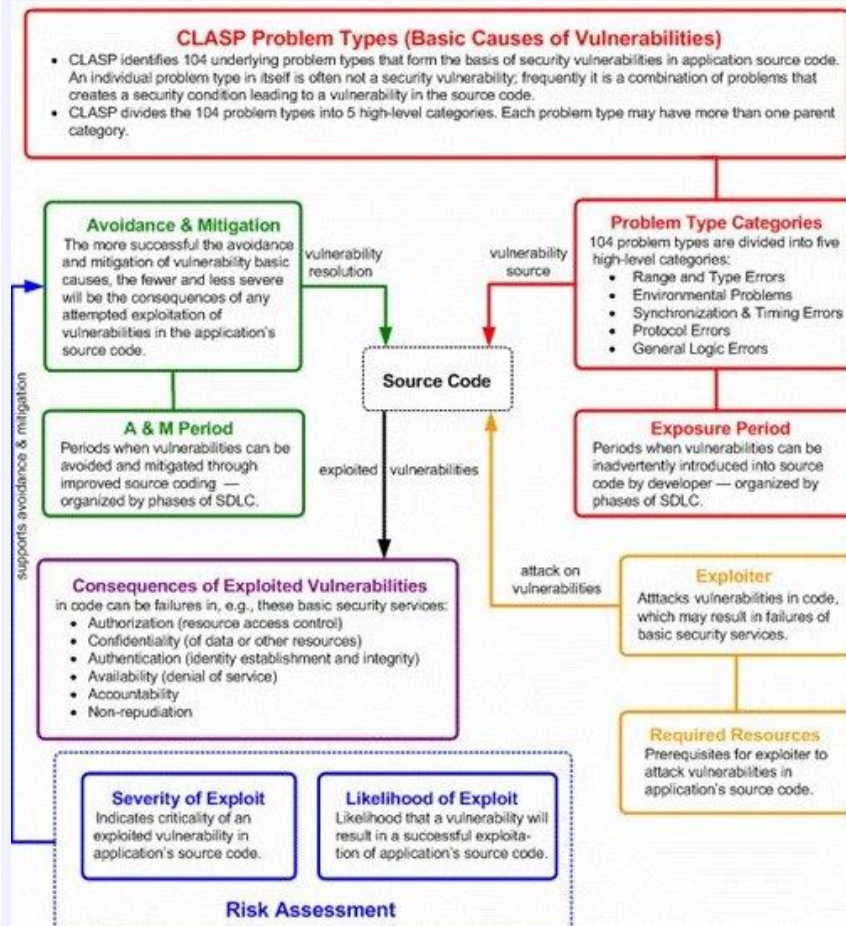 CLASP Problem Types (Basic Causes of Vulnerabilities)
• CLASP identifies 104 underlying problem types that form the basis of security vulnerabilities in application source code.
An individual problem type in itself is often not a security vulnerability; frequently it is a combination of problems that
creates a security condition leading to a vulnerability in the source code.
• CLASP divides the 104 problem types into 5 high-level categories. Each problem type may have more than one parent
category.
Avoidance & Mitigation
The more successful the avoidance
and mitigation of vulnerability basic
causes, the fewer and less severe
will be the consequences of any
attempted exploitation of
vulnerabilities in the application's
source code.
vulnerability
resolution
vulnerability
source
Problem Type Categories
104 problem types are divided into five
high-level categories:
• Range and Type Errors
• Environmental Problems
• Synchronization & Timing Errors
• Protocol Errors
• General Logic Errors
Source Code
A & M Period
Periods when vulnerabilities can be
avoided and mitigated through
improved source coding —
organized by phases of SDLC.
exploited vulnerabilities
Exposure Period
Periods when vulnerabilities can be
inadvertently introduced into source
code by developer — organized by
phases of SDLC.
supports avoidance & mitigation
Consequences of Exploited Vulnerabilities
in code can be failures in, e.g., these basic security services:
• Authorization (resource access control)
• Confidentiality (of data or other resources)
• Authentication (identity establishment and integrity)
• Availability (denial of service)
• Accountability
• Non-repudiation
attack on
vulnerabilities
Exploiter
Atttacks vulnerabilities in code,
which may result in failures of
basic security services.
Required Resources
Prerequisites for exploiter to
attack vulnerabilities in
application's source code.
Severity of Exploit
Indicates criticality of an
exploited vulnerability in
application's source code.
Likelihood of Exploit
Likelihood that a vulnerability will
result in a successful exploita-
tion of application's source code.
Risk Assessment